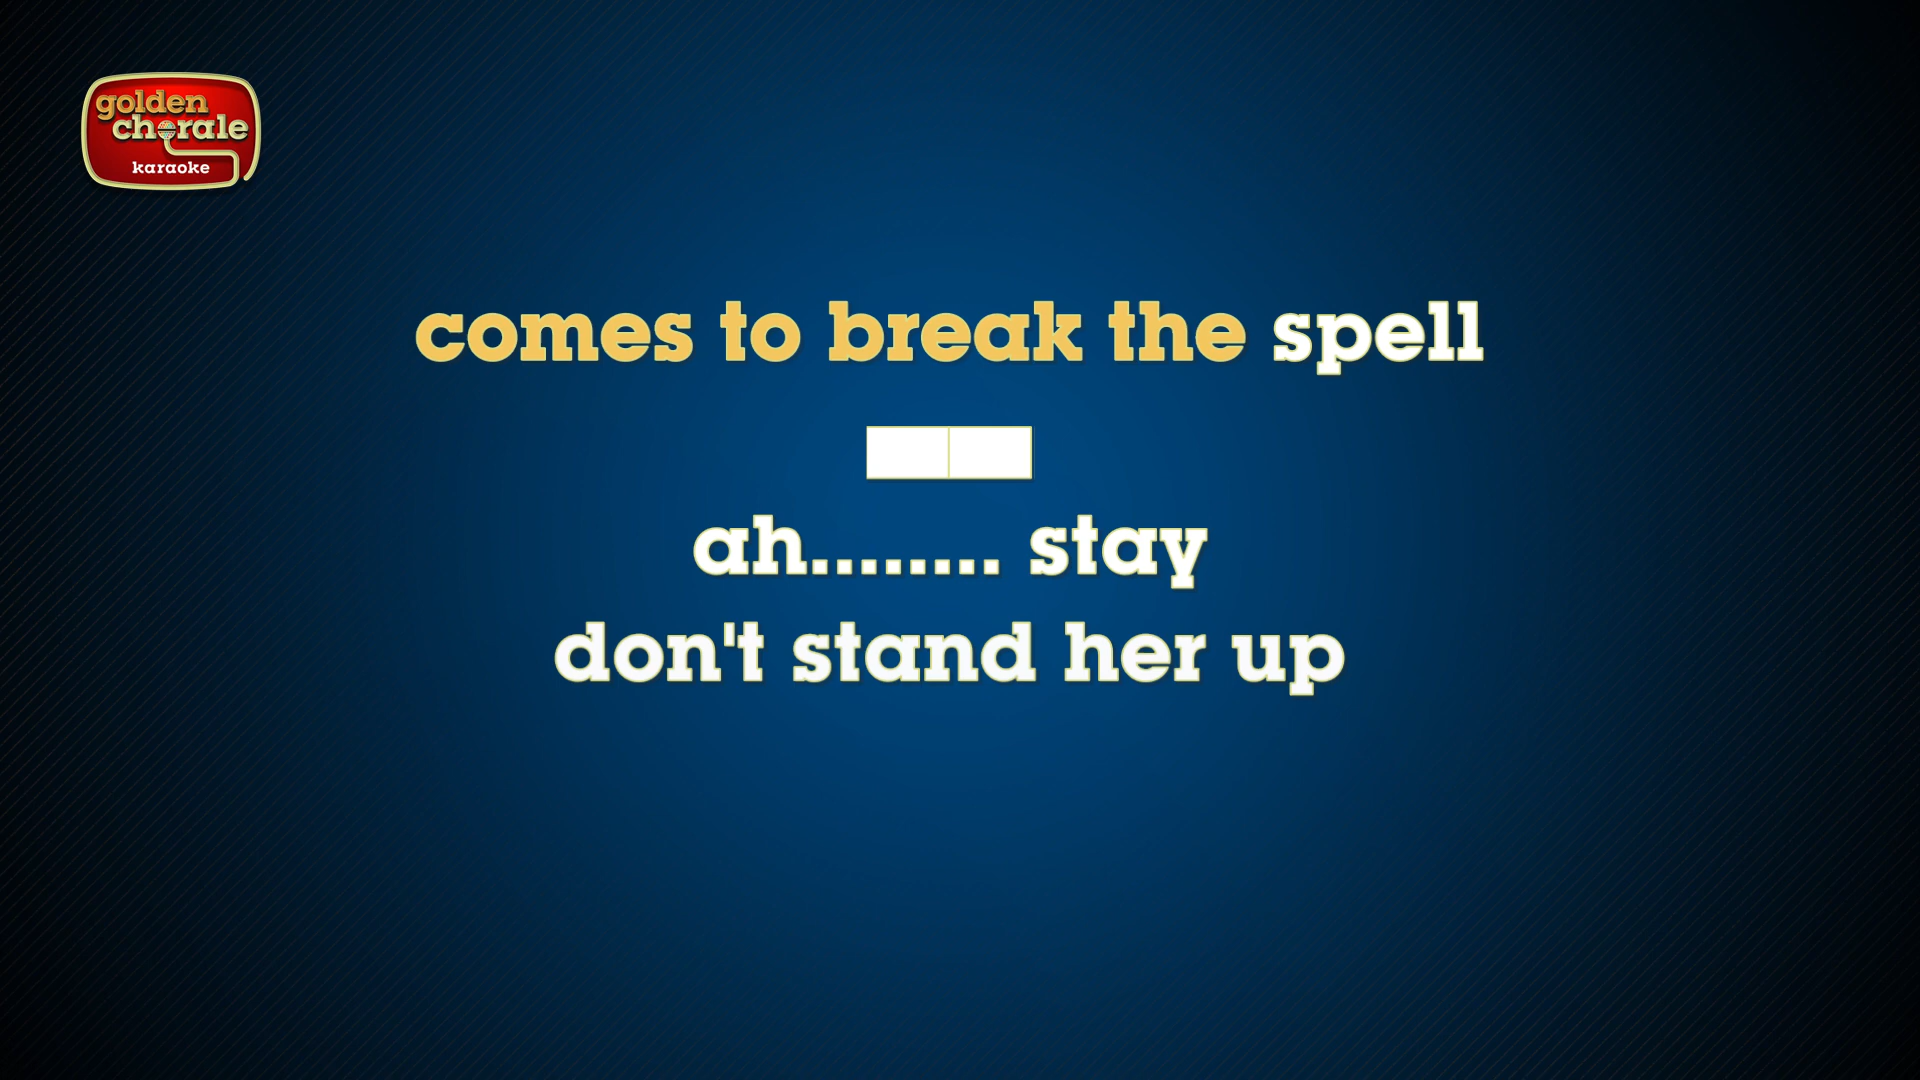 golden
chorale
karaoke
comes to break the spell
ah........ stay
don't stand her up